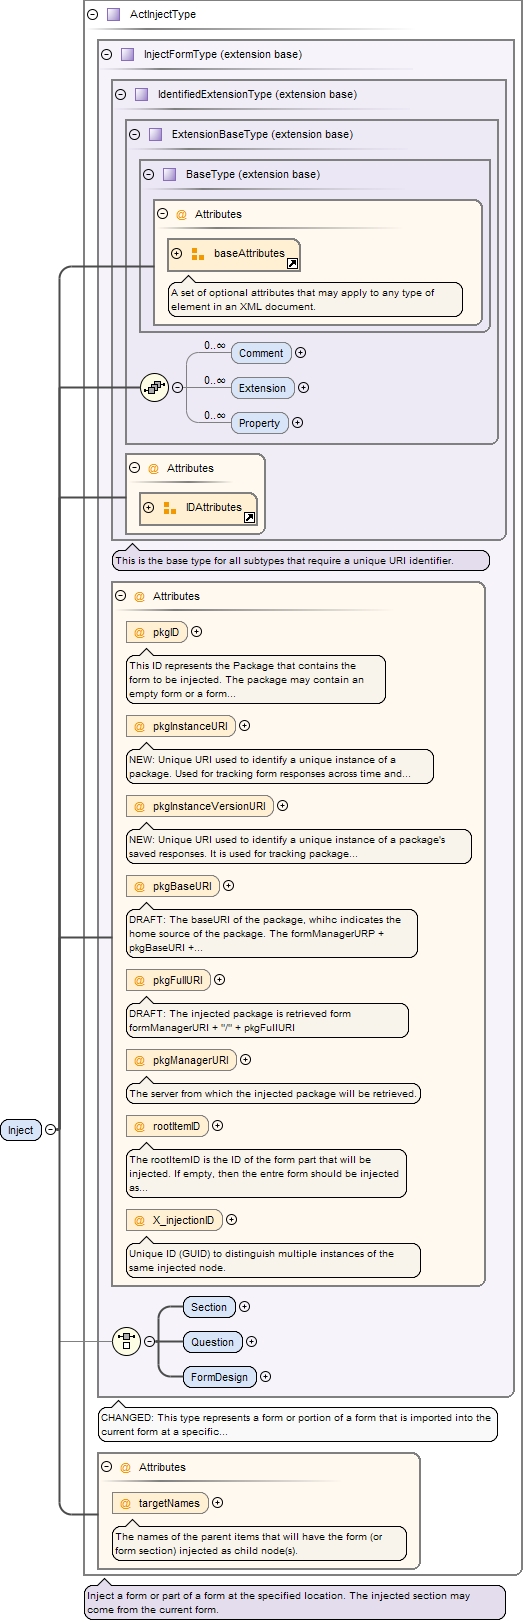 ActInjectType
InjectFormType (extension base)
IdentifiedExtensionType (extension base)
ExtensionBaseType (extension base)
BaseType (extension base)
@ Attributes
baseAttributes
A set of optional attributes that may apply to any type of
element in an XML document.
0..∞
Comment
0..∞
Extension
0..∞
Property
@ Attributes
IDAttributes
This is the base type for all subtypes that require a unique URI identifier.
@ Attributes
@ pkgID
This ID represents the Package that contains the
form to be injected. The package may contain an
empty form or a form...
@ pkgInstanceURI
NEW: Unique URI used to identify a unique instance of a
package. Used for tracking form responses across time and...
@ pkgInstanceVersionURI
NEW: Unique URI used to identify a unique instance of a package's
saved responses. It is used for tracking package...
@ pkgBaseURI
DRAFT: The baseURI of the package, whihc indicates the
home source of the package. The formManagerURP +
pkgBaseURI +...
@ pkgFullURI
DRAFT: The injected package is retrieved form
formManagerURI + "/" + pkgFullURI
@ pkgManagerURI
The server from which the injected package will be retrieved.
@ rootItemID
The rootItemID is the ID of the form part that will be
injected. If empty, then the entre form should be injected
as...
Inject
@ X_injectionID
Unique ID (GUID) to distinguish multiple instances of the
same injected node.
Section
Question
FormDesign
CHANGED: This type represents a form or portion of a form that is imported into the
current form at a specific...
@ Attributes
@ targetNames
The names of the parent items that will have the form (or
form section) injected as child node(s).
Inject a form or part of a form at the specified location. The injected section may
come from the current form.